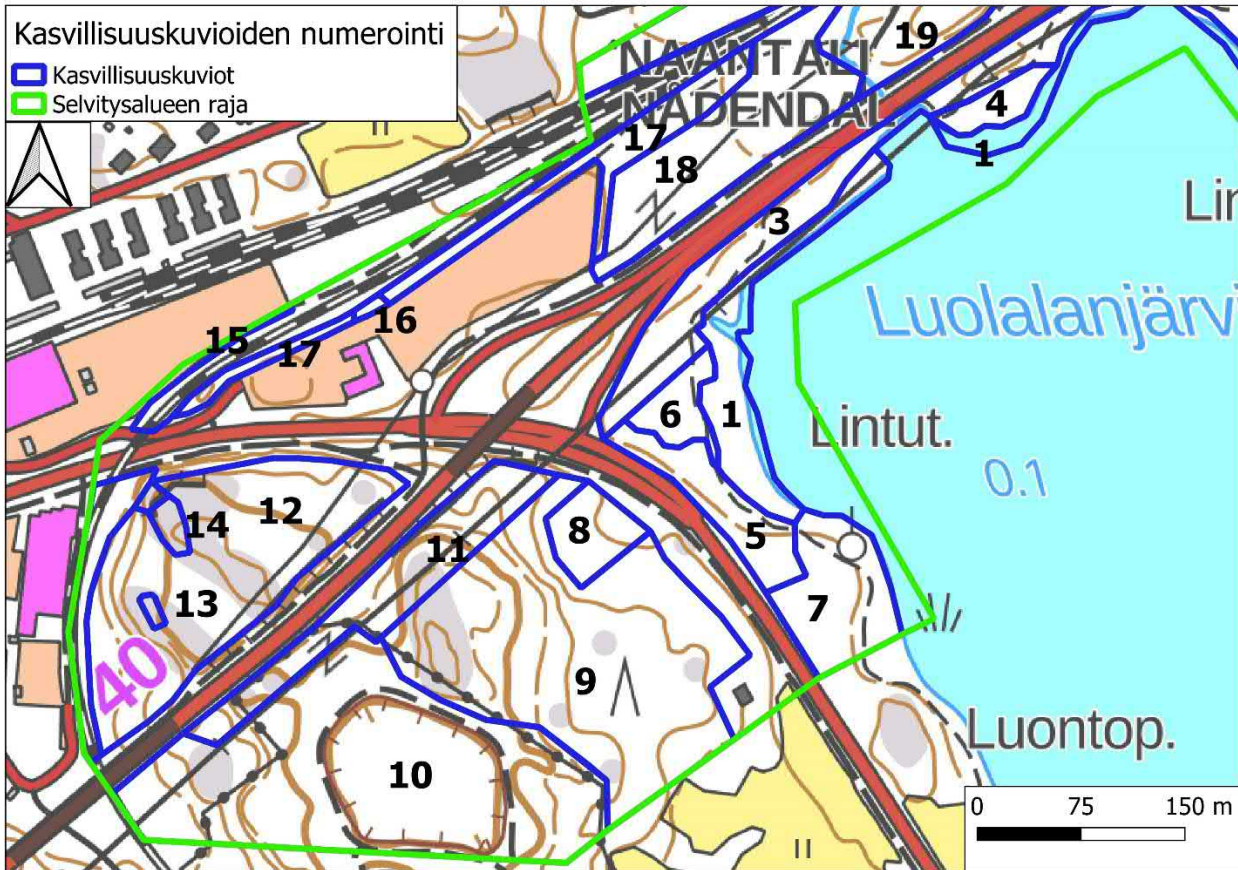 Kasvillisuuskuvioiden numerointi
Kasvillisuuskuviot
Selvitysalueen raja
NAANTALI
NÅDENDAL
19
4
1
17
18
3
Lin
Luolalanjärvi
16
15
17
6
1
Lintut.
0.1
12
14
8
11
5
13
7
40
9
10
Luontop.
0 75 150 m